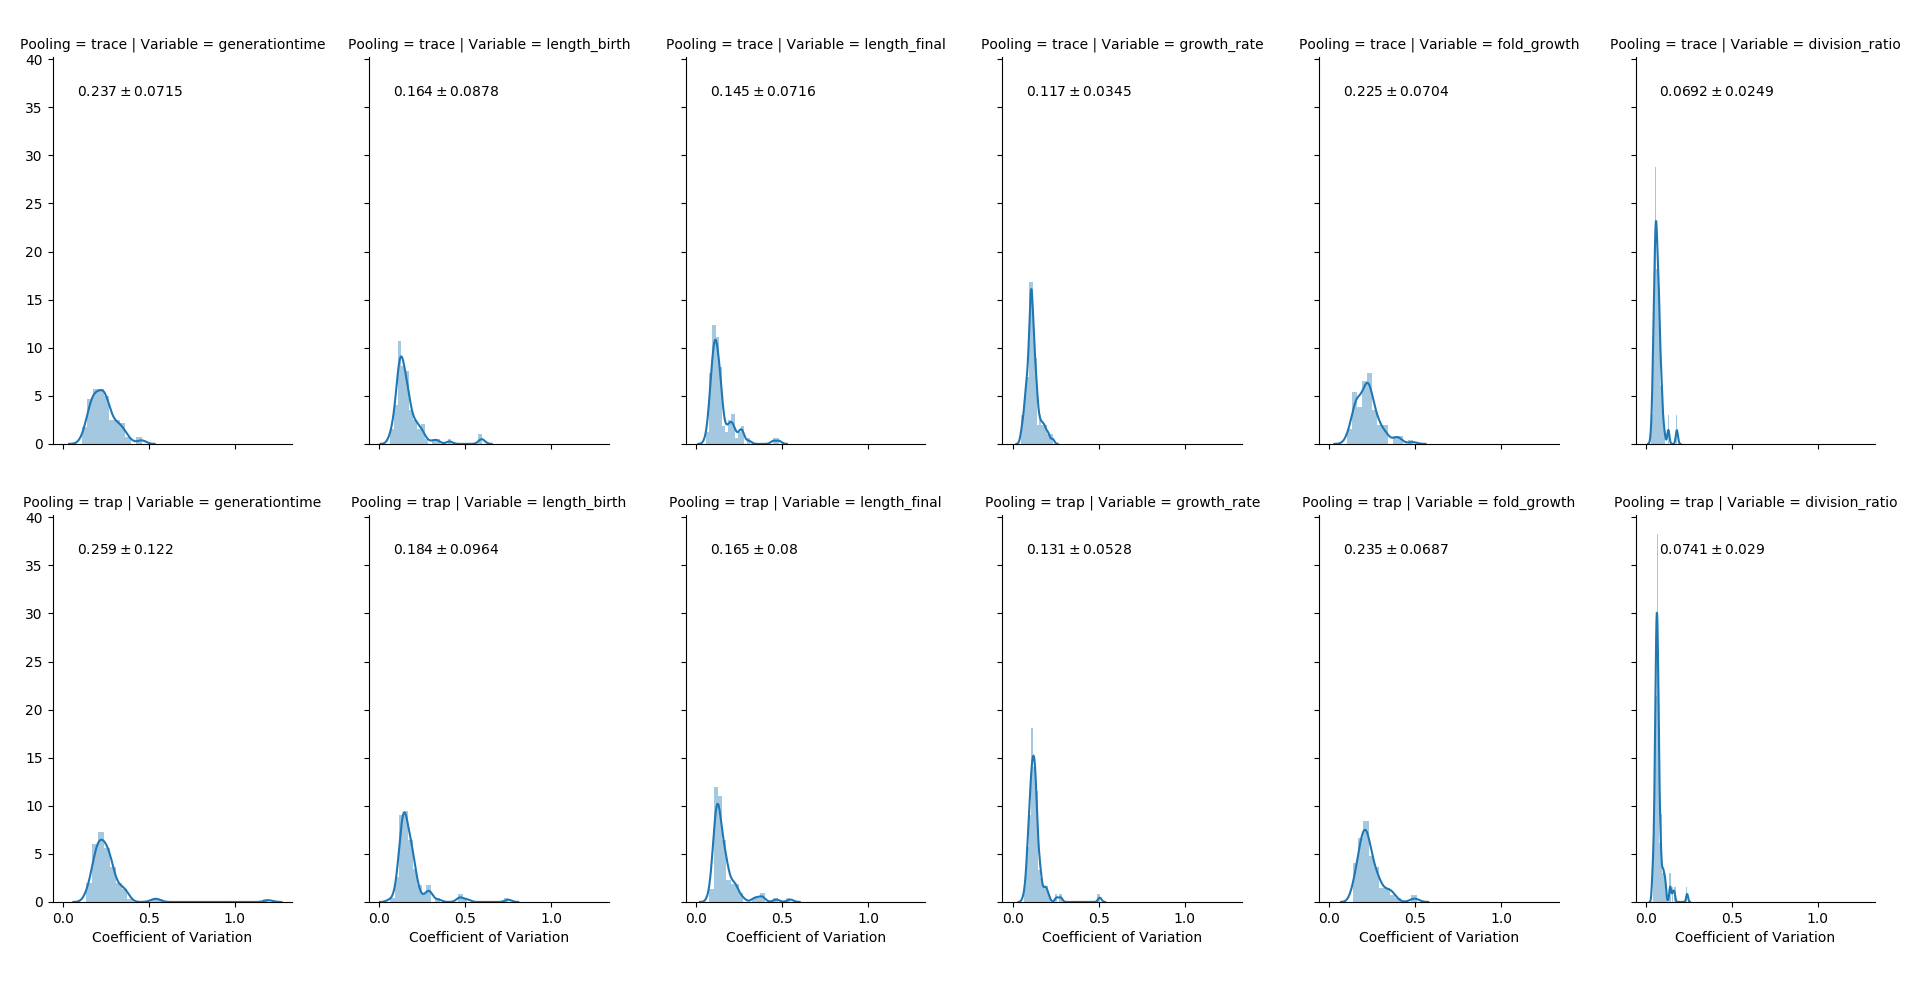 Pooling = trace | Variable = generationtime
Pooling = trace | Variable = length_birth
Pooling = trace | Variable = length_final
Pooling = trace | Variable = growth_rate
Pooling = trace | Variable = fold_growth
Pooling = trace | Variable = division_ratio
40
35
30
25
20
15
10
5
0
0.237 ± 0.0715
0.164 ± 0.0878
0.145 ± 0.0716
0.117 ± 0.0345
0.225 ± 0.0704
0.0692 ± 0.0249
Pooling = trap | Variable = generationtime
Pooling = trap | Variable = length_birth
Pooling = trap | Variable = length_final
Pooling = trap | Variable = growth_rate
Pooling = trap | Variable = fold_growth
Pooling = trap | Variable = division_ratio
40
35
30
25
20
15
10
5
0
0.259 ± 0.122
0.184 ± 0.0964
0.165 ± 0.08
0.131 ± 0.0528
0.235 ± 0.0687
0.0741 ± 0.029
0.0 0.5 1.0
0.0 0.5 1.0
0.0 0.5 1.0
0.0 0.5 1.0
0.0 0.5 1.0
0.0 0.5 1.0
Coefficient of Variation
Coefficient of Variation
Coefficient of Variation
Coefficient of Variation
Coefficient of Variation
Coefficient of Variation